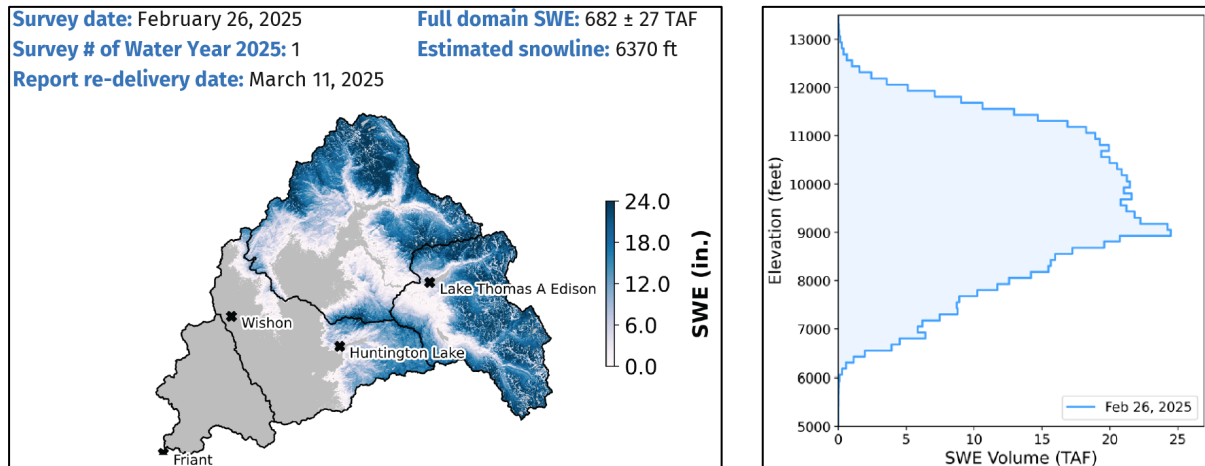 Survey date: February 26, 2025
Full domain SWE: 682 ± 27 TAF
Survey # of Water Year 2025: 1
Estimated snowline: 6370 ft
Report re-delivery date: March 11, 2025
24.0
18.0
12.0
6.0
0.0
SWE (in.)
Lake Thomas A Edison
Wishon
Huntington Lake
Friant
13000
12000
11000
10000
9000
8000
7000
6000
5000
Elevation (feet)
Feb 26, 2025
0
5
10
15
20
25
SWE Volume (TAF)